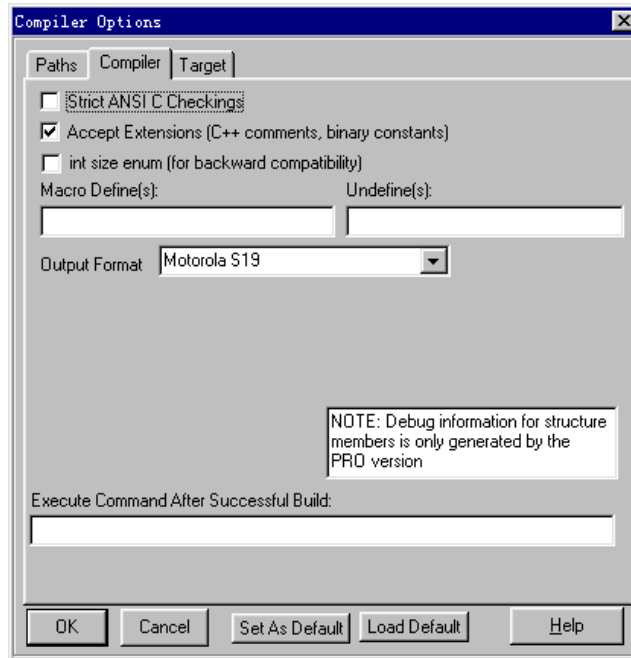 Compiler Options
Paths Compiler Target
Strict ANSI C Checkings
Accept Extensions (C++ comments, binary constants)
int size enum (for backward compatibility)
Macro Define(s): Undefine(s):
Output Format Motorola S19
NOTE: Debug information for structure
members is only generated by the
PRO version
Execute Command After Successful Build:
OK Cancel Set As Default Load Default Help